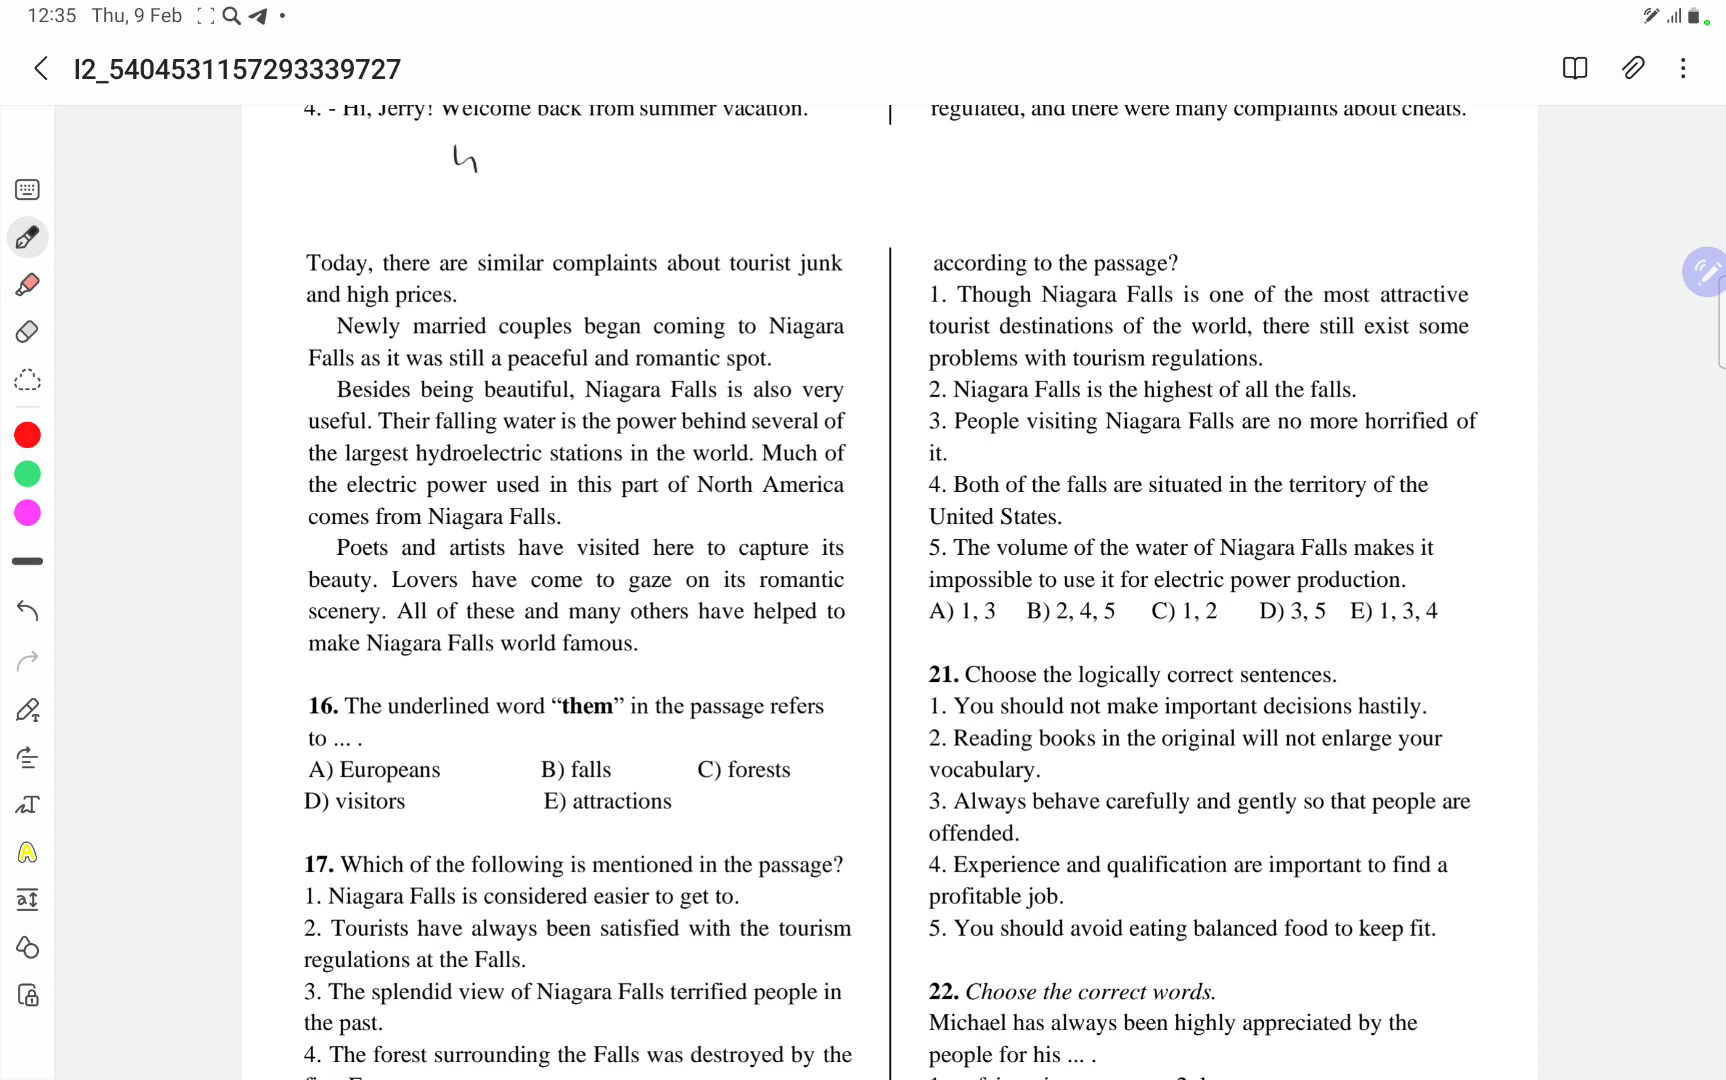 12:35 Thu, 9 Feb
I2_5404531157293339727
4. - Hi, Jerry! Welcome back from summer vacation.
Today, there are similar complaints about tourist junk
and high prices.
Newly married couples began coming to Niagara
Falls as it was still a peaceful and romantic spot.
Besides being beautiful, Niagara Falls is also very
useful. Their falling water is the power behind several of
the largest hydroelectric stations in the world. Much of
the electric power used in this part of North America
comes from Niagara Falls.
Poets and artists have visited here to capture its
beauty. Lovers have come to gaze on its romantic
scenery. All of these and many others have helped to
make Niagara Falls world famous.
16. The underlined word “them” in the passage refers
to ... .
A) Europeans B) falls C) forests
D) visitors E) attractions
17. Which of the following is mentioned in the passage?
1. Niagara Falls is considered easier to get to.
2. Tourists have always been satisfied with the tourism
regulations at the Falls.
3. The splendid view of Niagara Falls terrified people in
the past.
4. The forest surrounding the Falls was destroyed by the
regulated, and there were many complaints about cheats.
according to the passage?
1. Though Niagara Falls is one of the most attractive
tourist destinations of the world, there still exist some
problems with tourism regulations.
2. Niagara Falls is the highest of all the falls.
3. People visiting Niagara Falls are no more horrified of
it.
4. Both of the falls are situated in the territory of the
United States.
5. The volume of the water of Niagara Falls makes it
impossible to use it for electric power production.
A) 1, 3 B) 2, 4, 5 C) 1, 2 D) 3, 5 E) 1, 3, 4
21. Choose the logically correct sentences.
1. You should not make important decisions hastily.
2. Reading books in the original will not enlarge your
vocabulary.
3. Always behave carefully and gently so that people are
offended.
4. Experience and qualification are important to find a
profitable job.
5. You should avoid eating balanced food to keep fit.
22. Choose the correct words.
Michael has always been highly appreciated by the
people for his ... .